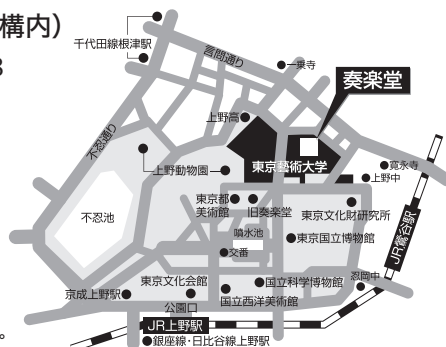 構内)
千代田線根津駅
3
言問通り
一乗寺
奏楽堂
上野高
不忍通り
東京藝術大学
寛永寺
上野中
上野動物園
東京都
美術館
旧奏楽堂
東京文化財研究所
不忍池
噴水池
東京国立博物館
JR鶯谷駅
交番
忍岡中
東京文化会館
国立科学博物館
京成上野駅
公園口
国立西洋美術館
JR上野駅
。
銀座線・日比谷線上野駅